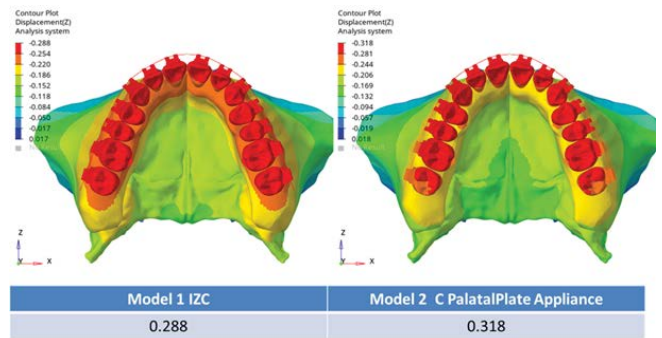 Contour Plot
Displacement(Z)
Analysis system
-0.288
-0.254
-0.220
-0.186
-0.152
-0.118
-0.084
-0.050
-0.017
0.017
Z
Y
X
Contour Plot
Displacement(Z)
Analysis system
-0.318
-0.281
-0.244
-0.206
-0.169
-0.132
-0.094
-0.057
-0.019
0.018
Z
Y
X
Model 1 IZC
Model 2 C PalatalPlate Appliance
0.288
0.318